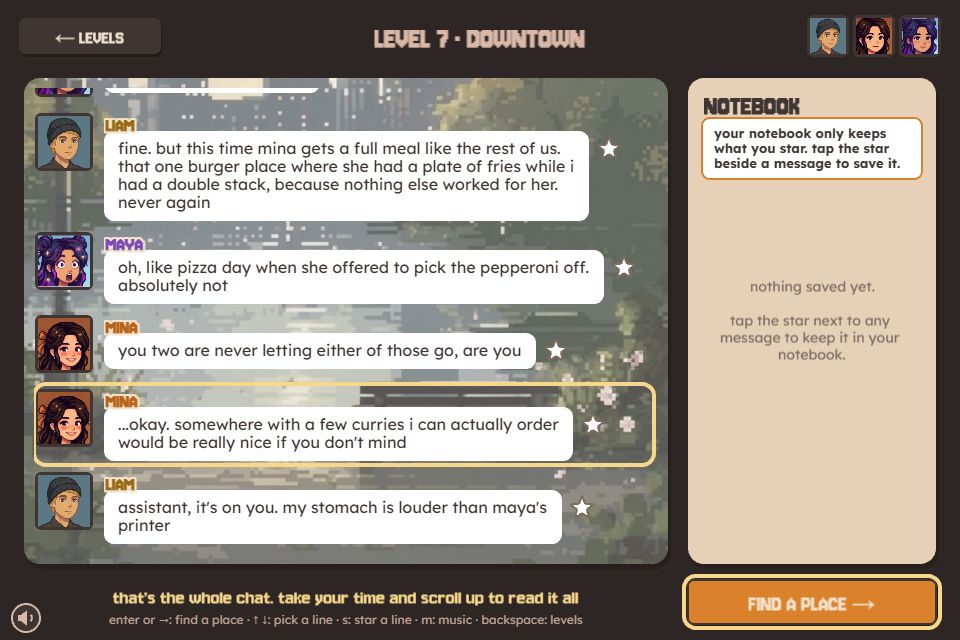 ← LEVELS
LEVEL 7 · DOWNTOWN
LIAM
fine. but this time mina gets a full meal like the rest of us.
that one burger place where she had a plate of fries while i
had a double stack, because nothing else worked for her.
never again
MAYA
oh, like pizza day when she offered to pick the pepperoni off.
absolutely not
MINA
you two are never letting either of those go, are you
MINA
...okay. somewhere with a few curries i can actually order
would be really nice if you don't mind
LIAM
assistant, it's on you. my stomach is louder than maya's
printer
NOTEBOOK
your notebook only keeps
what you star. tap the star
beside a message to save it.
nothing saved yet.
tap the star next to any
message to keep it in your
notebook.
that's the whole chat. take your time and scroll up to read it all
enter or →: find a place · ↑ ↓: pick a line · s: star a line · m: music · backspace: levels
FIND A PLACE →